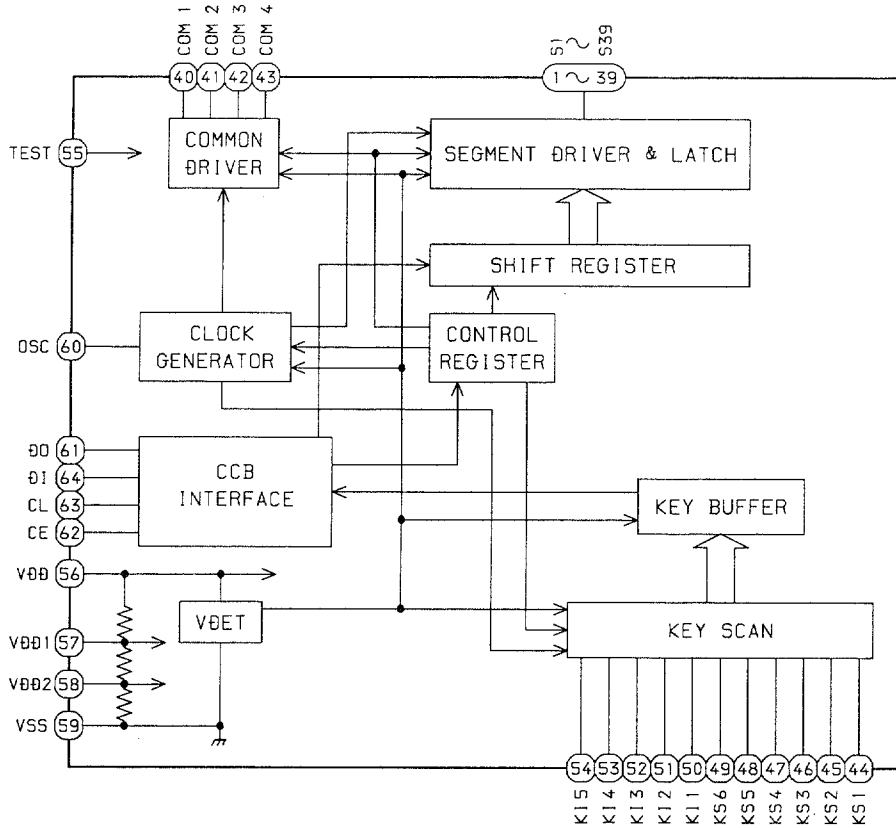 COM 1 COM 2 COM 3 COM 4
S1 ~ S39
40 41 42 43
1 ~ 39
TEST 55
COMMON
DRIVER
SEGMENT DRIVER & LATCH
SHIFT REGISTER
OSC 60
CLOCK
GENERATOR
CONTROL
REGISTER
DO 61
DI 64
CL 63
CE 62
CCB
INTERFACE
KEY BUFFER
VDD 56
VDET
KEY SCAN
VDD1 57
VDD2 58
VSS 59
54 53 52 51 50 49 48 47 46 45 44
KI5 KI4 KI3 KI2 KI1 KS6 KS5 KS4 KS3 KS2 KS1